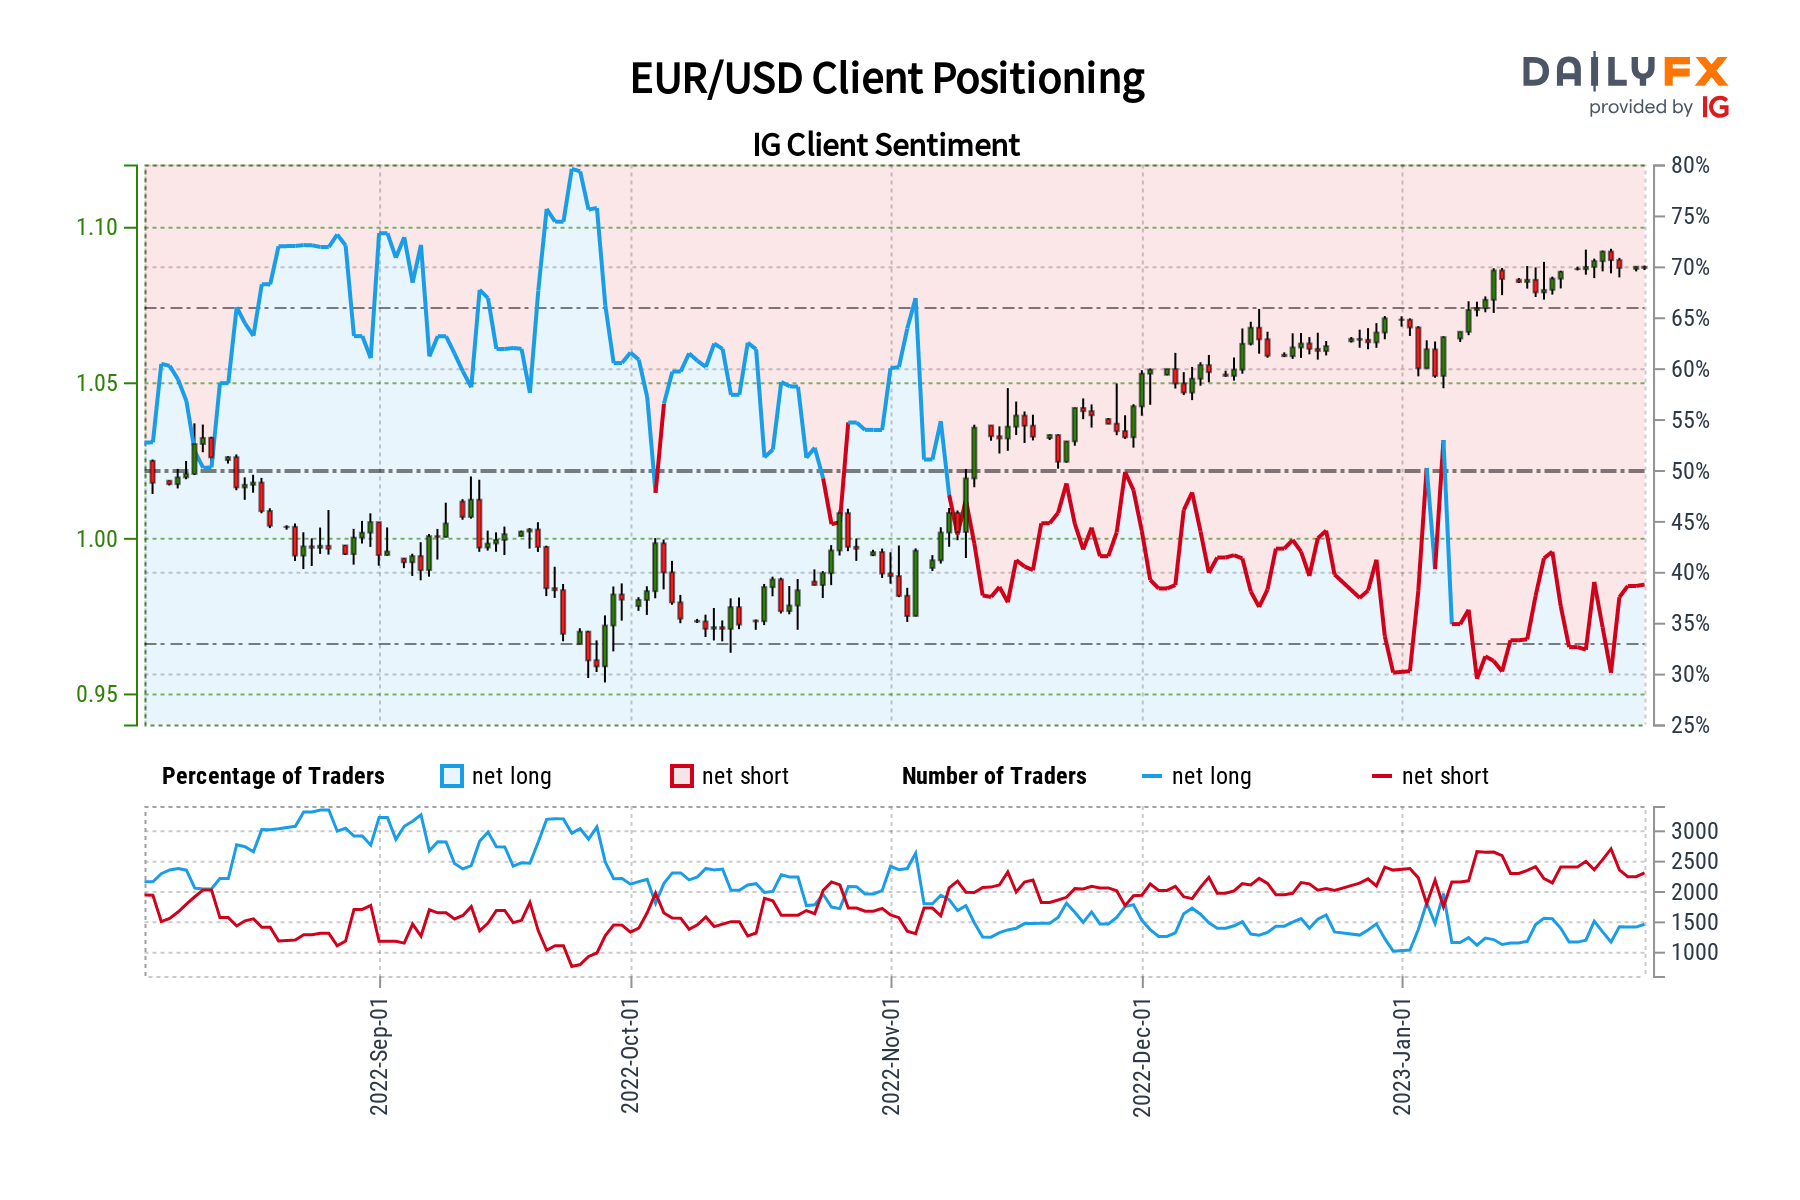 EUR/USD Client Positioning
DAILYFX
provided by IG
IG Client Sentiment
1.10
1.05
1.00
0.95
80%
75%
70%
65%
60%
55%
50%
45%
40%
35%
30%
25%
Percentage of Traders net long net short Number of Traders net long net short
3000
2500
2000
1500
1000
2022-Sep-01
2022-Oct-01
2022-Nov-01
2022-Dec-01
2023-Jan-01